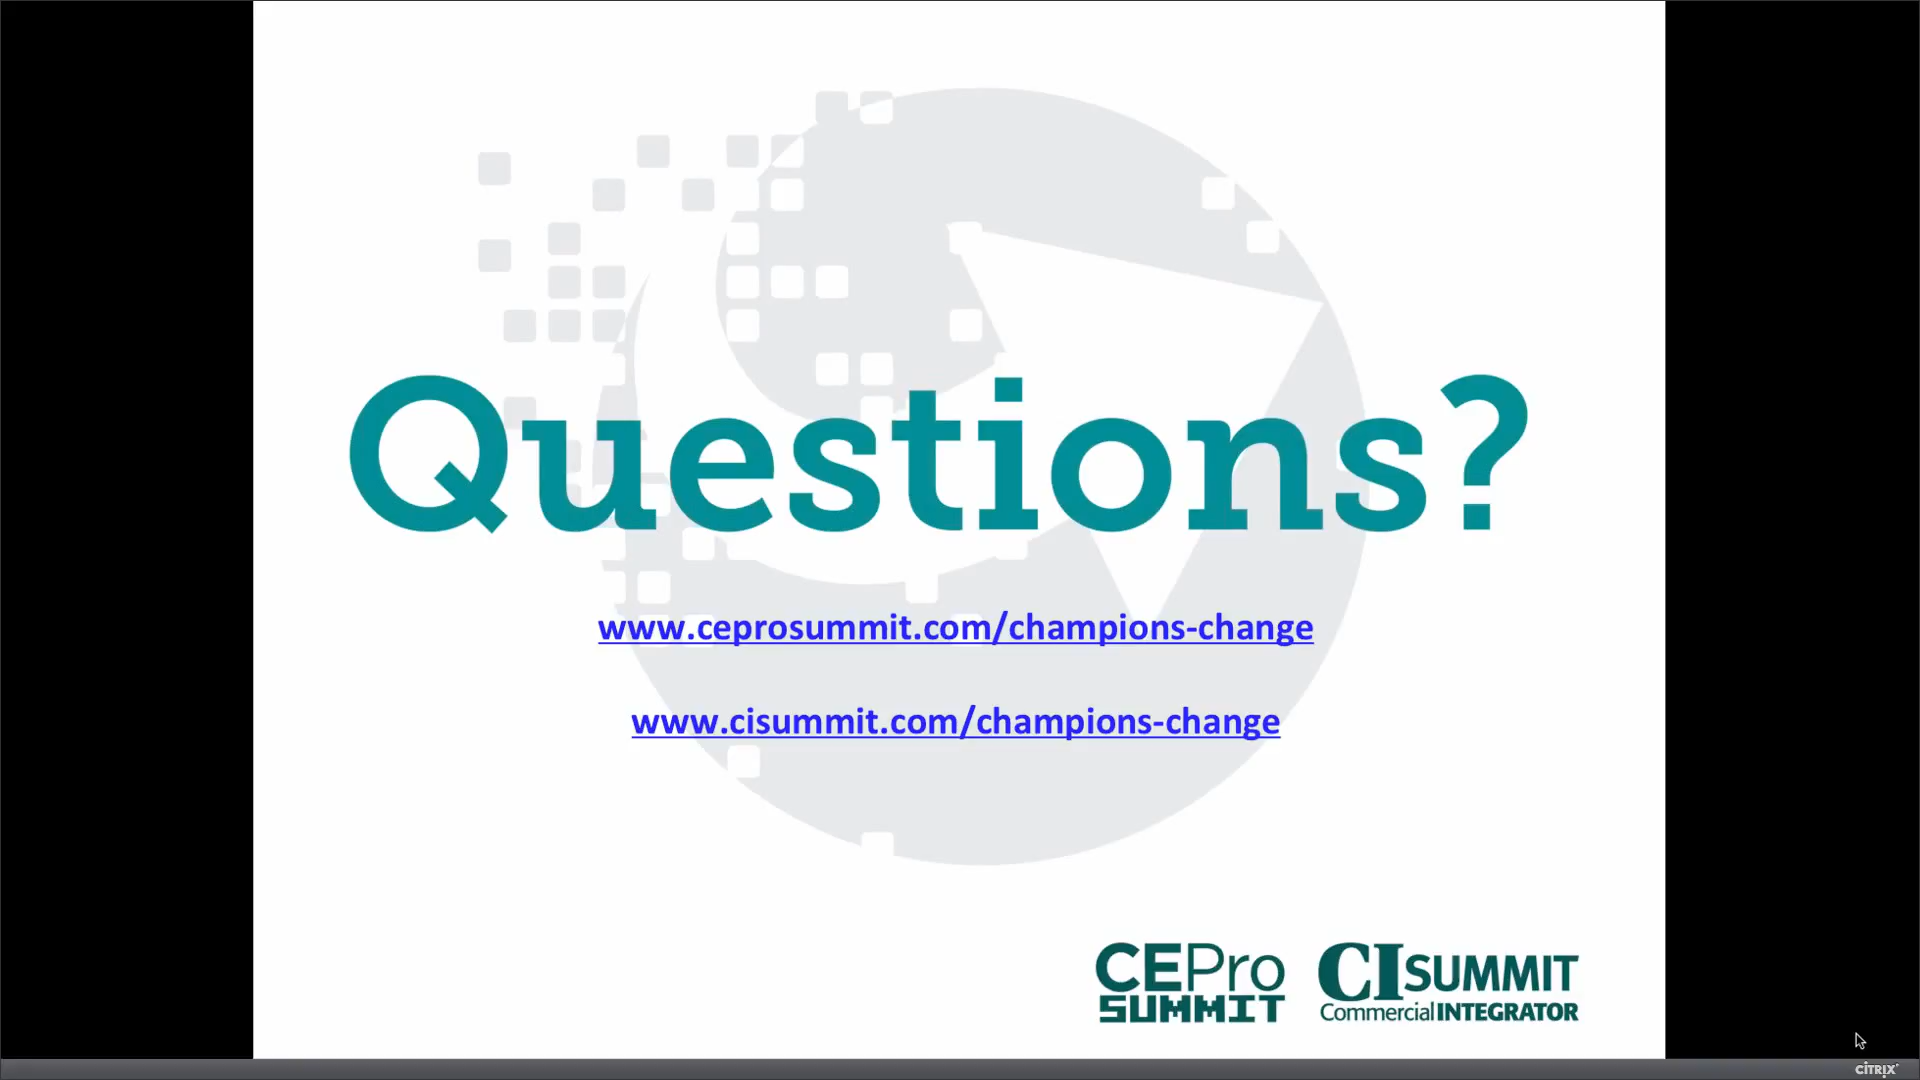 Questions?
www.ceprosummit.com/champions-change
www.cisummit.com/champions-change
CEPro CI SUMMIT
SUMMIT Commercial INTEGRATOR
CITRIX